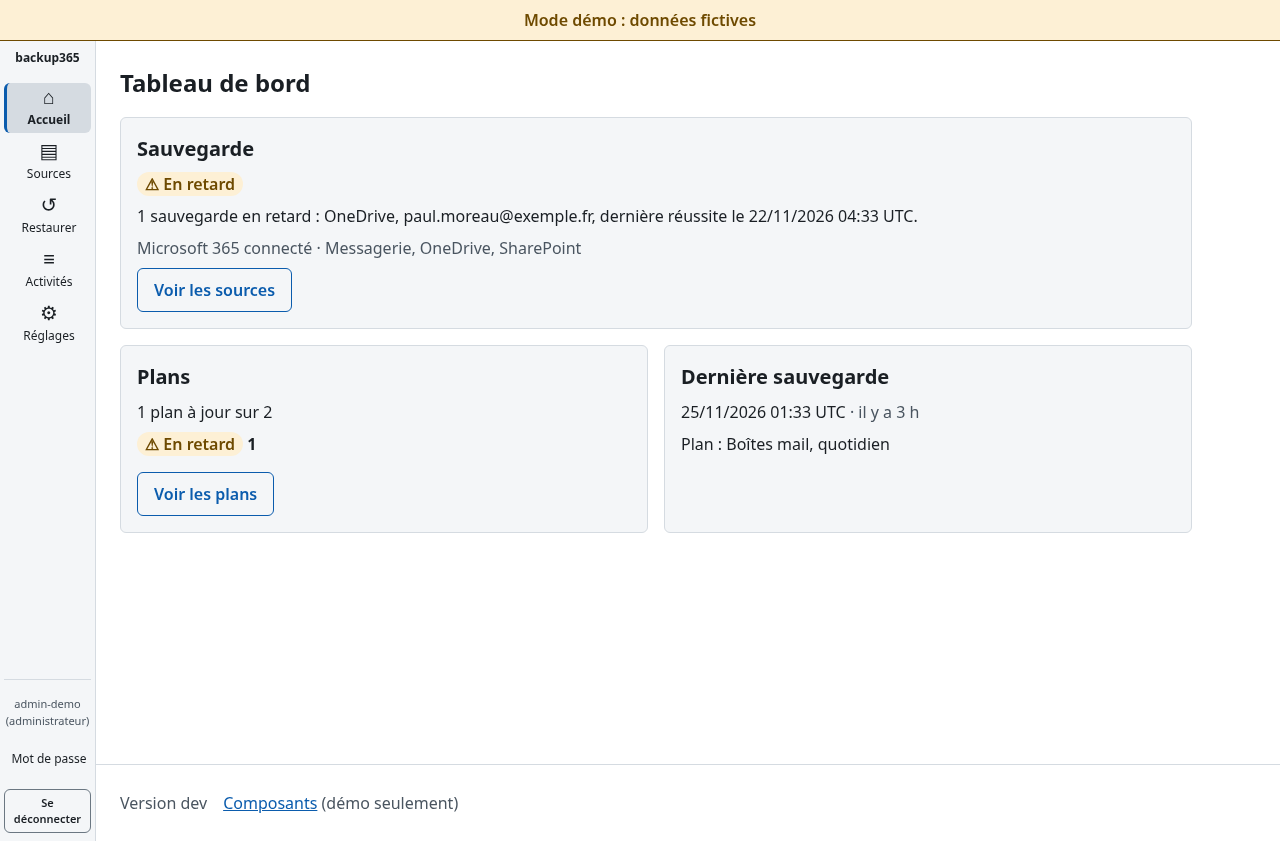 Mode démo : données fictives
backup365
⌂
Accueil
▤
Sources
↺
Restaurer
≡
Activités
⚙
Réglages
admin-demo
(administrateur)
Mot de passe
Se
déconnecter
Tableau de bord
Sauvegarde
⚠ En retard
1 sauvegarde en retard : OneDrive, paul.moreau@exemple.fr, dernière réussite le 22/11/2026 04:33 UTC.
Microsoft 365 connecté · Messagerie, OneDrive, SharePoint
Voir les sources
Plans
1 plan à jour sur 2
⚠ En retard 1
Voir les plans
Dernière sauvegarde
25/11/2026 01:33 UTC · il y a 3 h
Plan : Boîtes mail, quotidien
Version dev Composants (démo seulement)